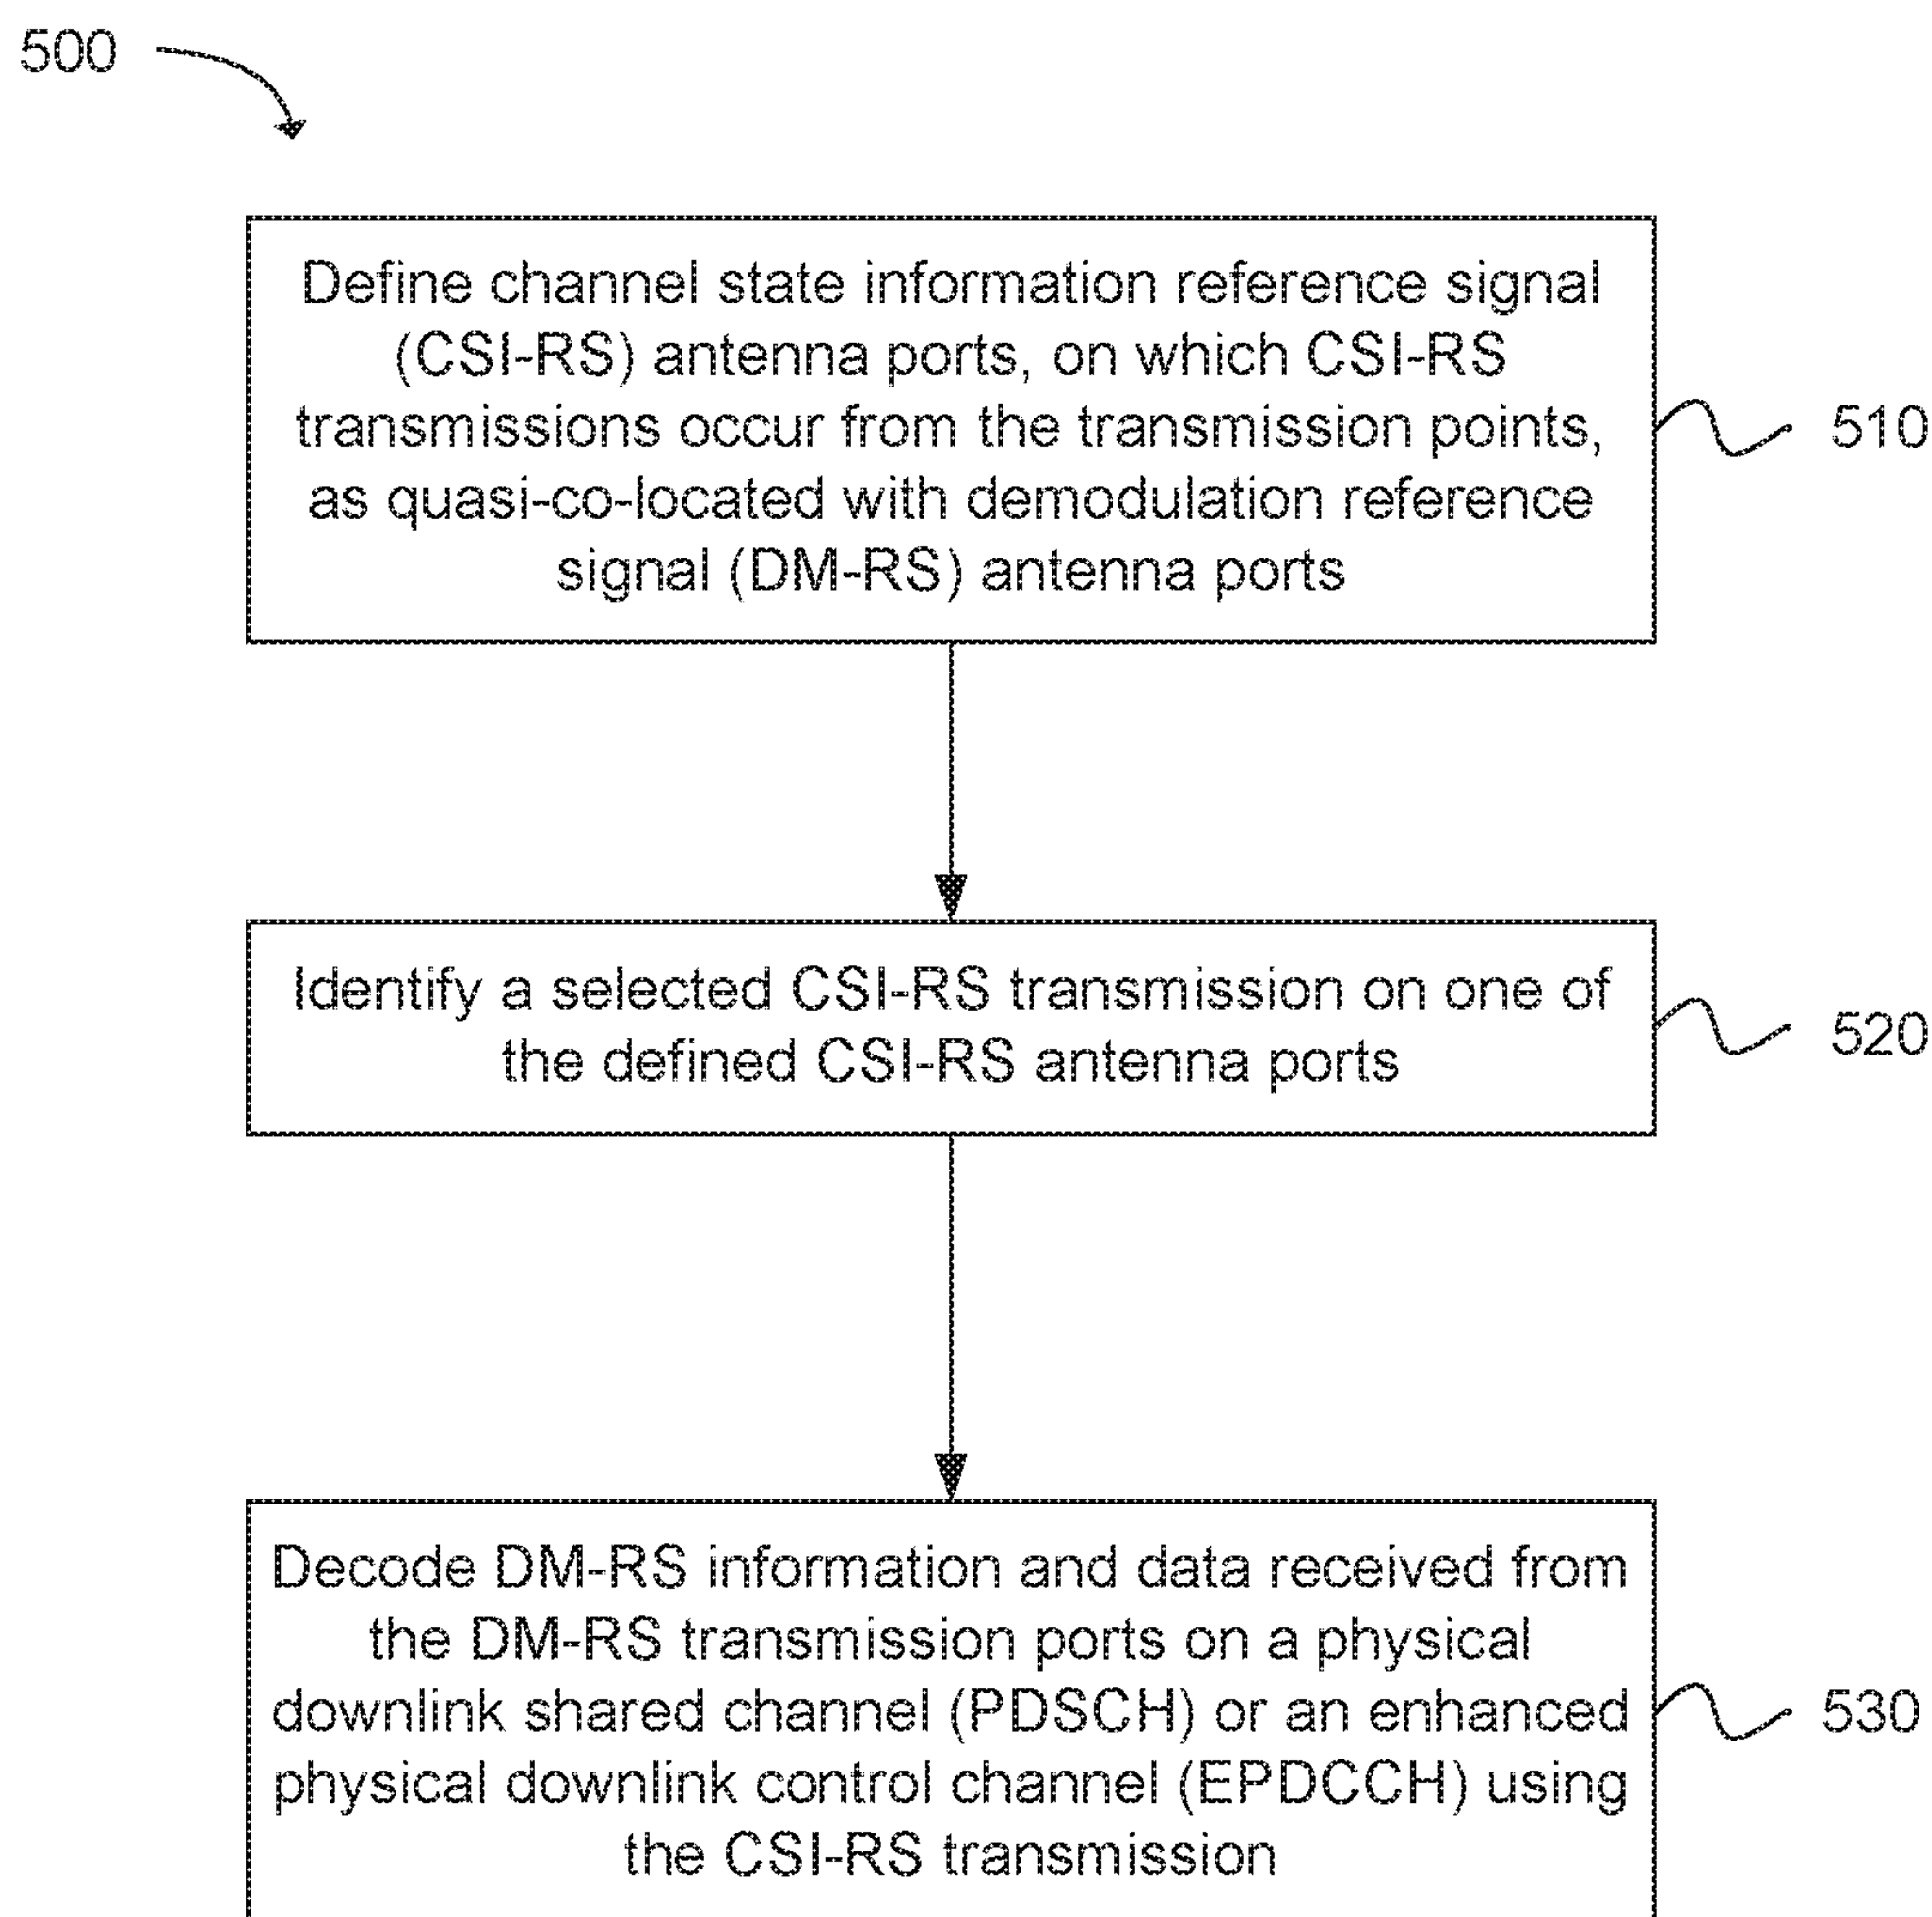 500
Define channel state information reference signal
(CSI-RS) antenna ports, on which CSI-RS
transmissions occur from the transmission points,
as quasi-co-located with demodulation reference
signal (DM-RS) antenna ports
510
Identify a selected CSI-RS transmission on one of
the defined CSI-RS antenna ports
520
Decode DM-RS information and data received from
the DM-RS transmission ports on a physical
downlink shared channel (PDSCH) or an enhanced
physical downlink control channel (EPDCCH) using
the CSI-RS transmission
530